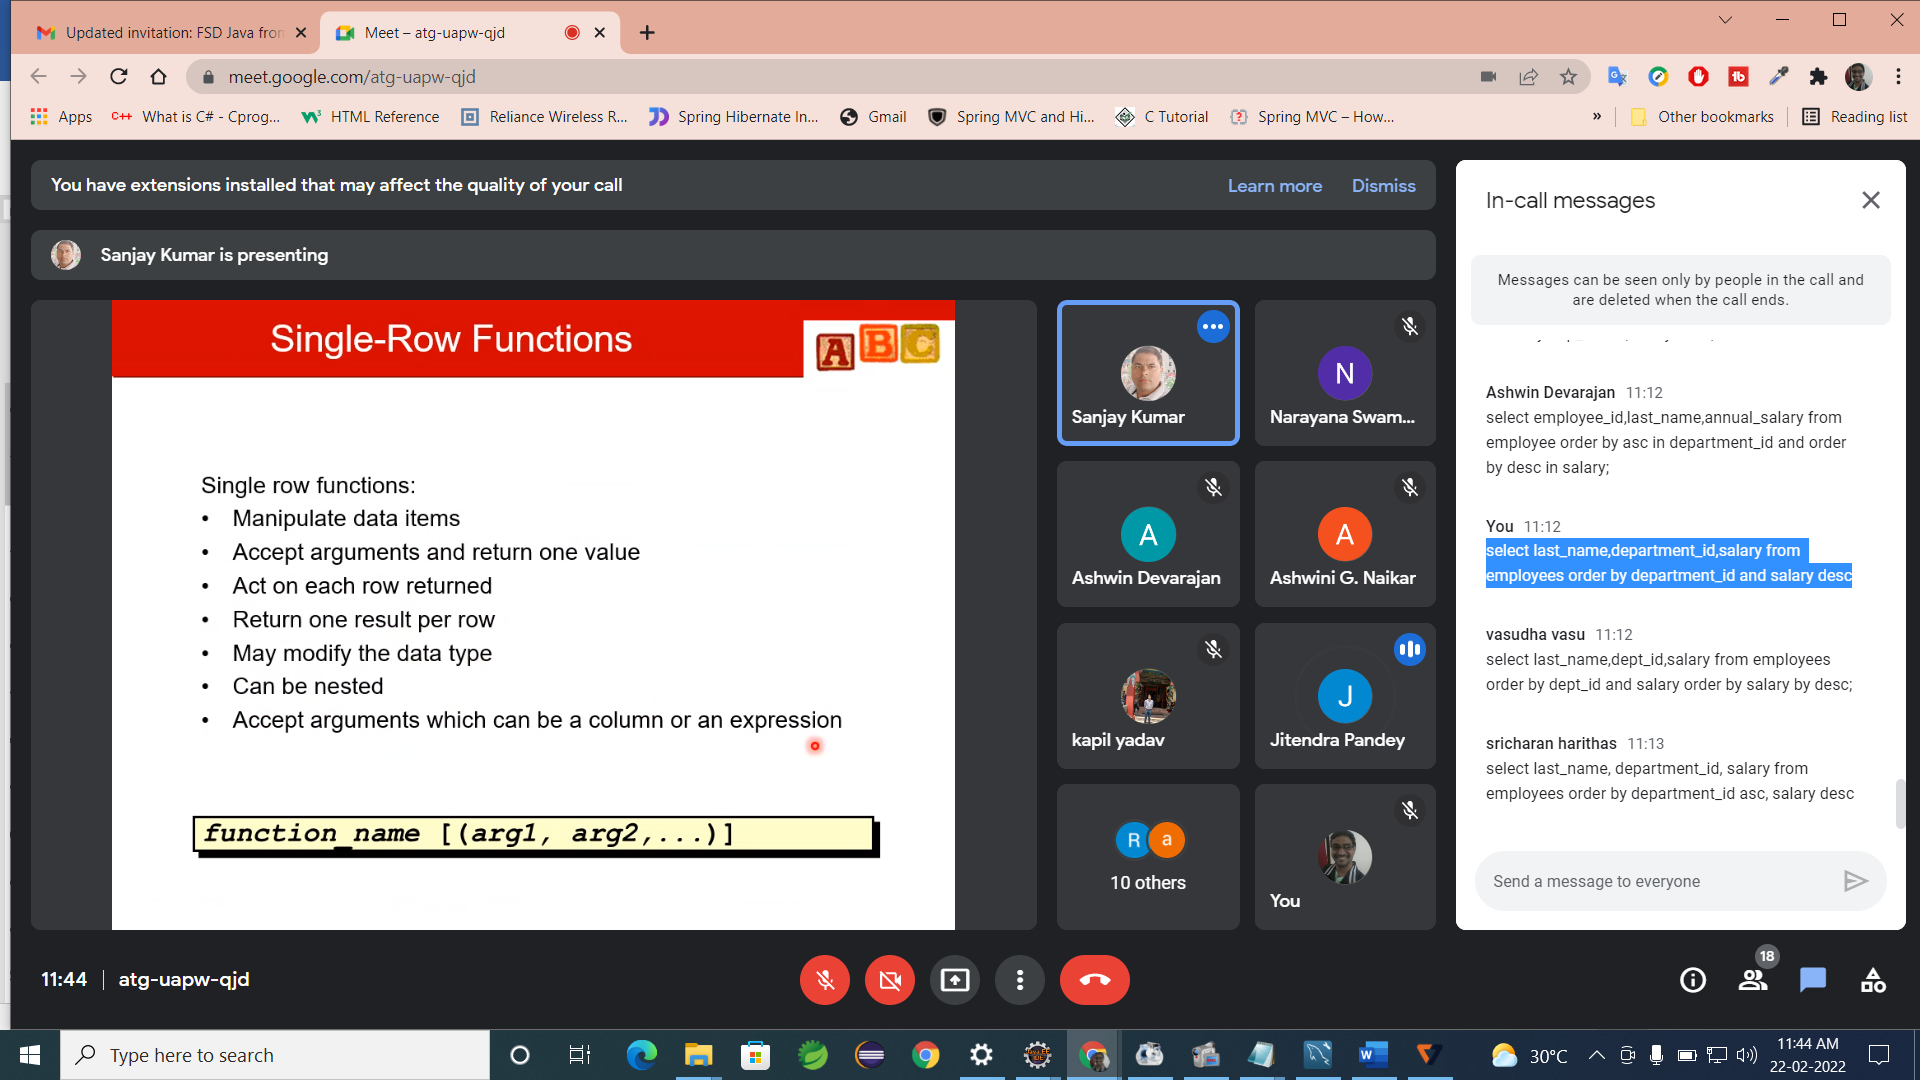 Updated invitation: FSD Java fron
Meet – atg-uapw-qjd
meet.google.com/atg-uapw-qjd
Apps
What is C# - Cprog...
HTML Reference
Reliance Wireless R...
Spring Hibernate In...
Gmail
Spring MVC and Hi...
C Tutorial
Spring MVC – How...
»
Other bookmarks
Reading list
You have extensions installed that may affect the quality of your call
Learn more
Dismiss
Sanjay Kumar is presenting
Single-Row Functions
A B C
Single row functions:
• Manipulate data items
• Accept arguments and return one value
• Act on each row returned
• Return one result per row
• May modify the data type
• Can be nested
• Accept arguments which can be a column or an expression
function_name [(arg1, arg2,...)]
Sanjay Kumar
N
Narayana Swam...
A
Ashwin Devarajan
A
Ashwini G. Naikar
kapil yadav
J
Jitendra Pandey
R a
10 others
You
In-call messages
Messages can be seen only by people in the call and
are deleted when the call ends.
Ashwin Devarajan 11:12
select employee_id,last_name,annual_salary from
employee order by asc in department_id and order
by desc in salary;
You 11:12
select last_name,department_id,salary from
employees order by department_id and salary desc
vasudha vasu 11:12
select last_name,dept_id,salary from employees
order by dept_id and salary order by salary by desc;
sricharan harithas 11:13
select last_name, department_id, salary from
employees order by department_id asc, salary desc
Send a message to everyone
11:44 | atg-uapw-qjd
18
Type here to search
30°C
11:44 AM
22-02-2022